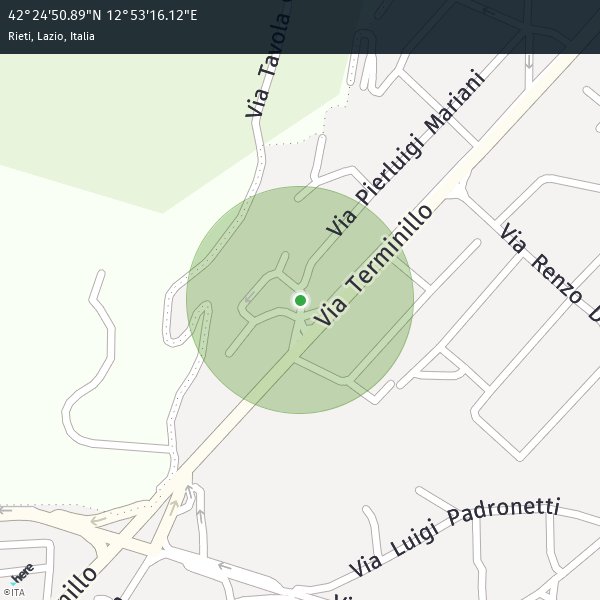 42°24'50.89"N 12°53'16.12"E
Rieti, Lazio, Italia
Via Tavola
Via Pierluigi Mariani
Via Terminillo
Via Renzo
Via Luigi Padronetti
nillo
here
©ITA